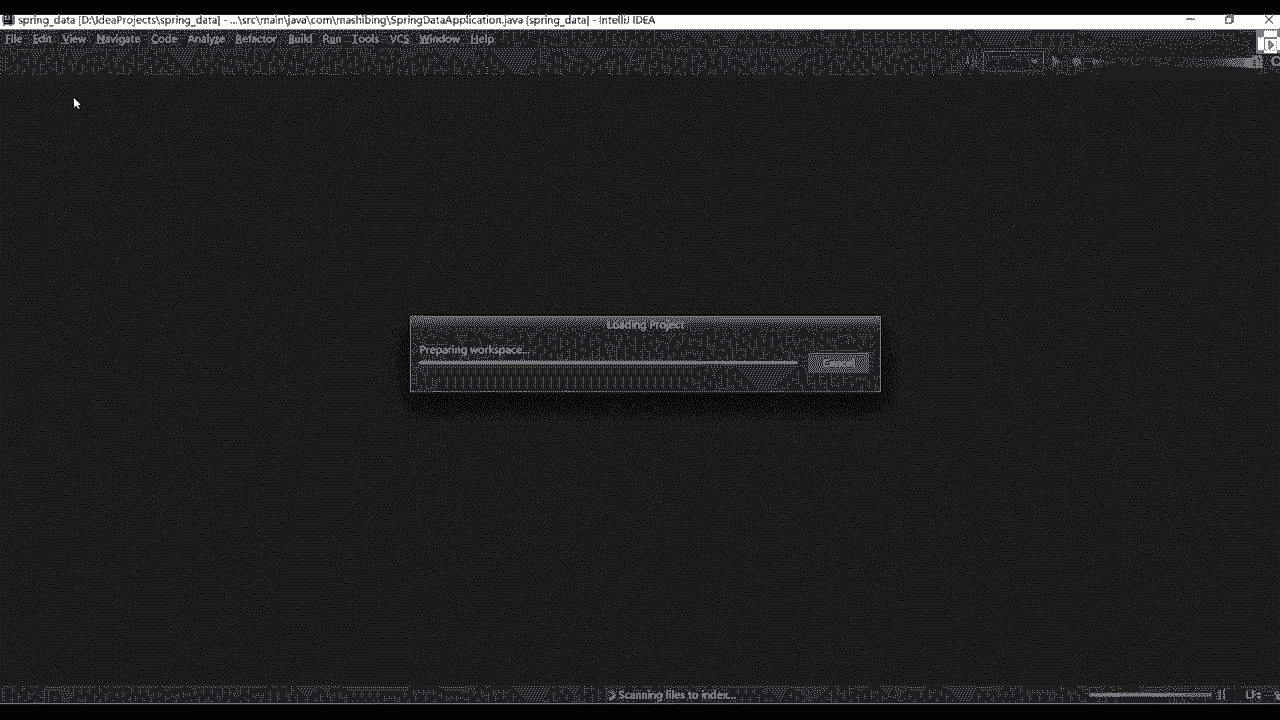 spring_data [D:\IdeaProjects\spring_data] - ...\src\main\java\com\mashibing\SpringDataApplication.java [spring_data] - IntelliJ IDEA
File Edit View Navigate Code Analyze Refactor Build Run Tools VCS Window Help
Loading Project
Preparing workspace...
Cancel
Scanning files to index...